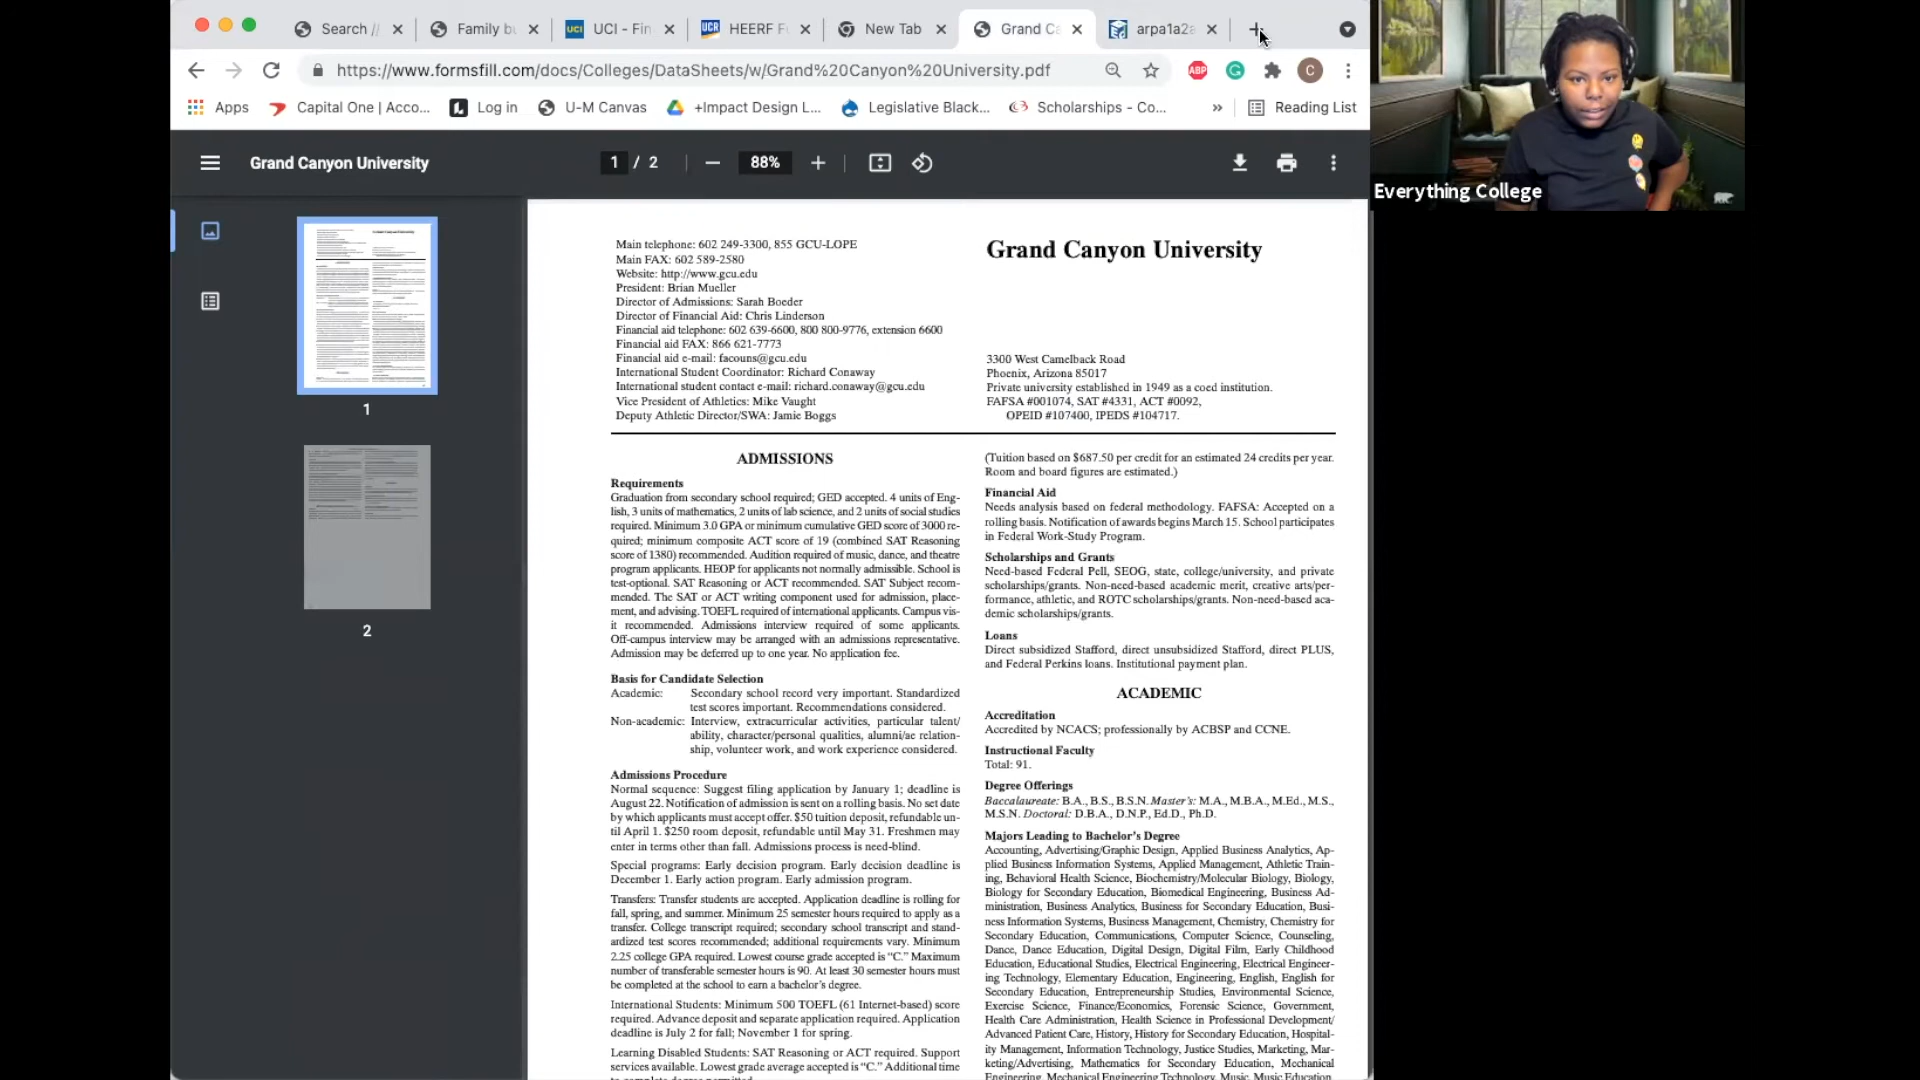 Search //
Family bu
UCI - Fin
HEERF F
New Tab
Grand Ca
arpa1a2a
https://www.formsfill.com/docs/Colleges/DataSheets/w/Grand%20Canyon%20University.pdf
ABP
C
Apps
Capital One | Acco...
Log in
U-M Canvas
+Impact Design L...
Legislative Black...
Scholarships - Co...
»
Reading List
Grand Canyon University
1 / 2
88%
Everything College
1
2
Main telephone: 602 249-3300, 855 GCU-LOPE
Main FAX: 602 589-2580
Website: http://www.gcu.edu
President: Brian Mueller
Director of Admissions: Sarah Boeder
Director of Financial Aid: Chris Linderson
Financial aid telephone: 602 639-6600, 800 800-9776, extension 6600
Financial aid FAX: 866 621-7773
Financial aid e-mail: facouns@gcu.edu
International Student Coordinator: Richard Conaway
International student contact e-mail: richard.conaway@gcu.edu
Vice President of Athletics: Mike Vaught
Deputy Athletic Director/SWA: Jamie Boggs
Grand Canyon University
3300 West Camelback Road
Phoenix, Arizona 85017
Private university established in 1949 as a coed institution.
FAFSA #001074, SAT #4331, ACT #0092,
OPEID #107400, IPEDS #104717.
ADMISSIONS
Requirements
Graduation from secondary school required; GED accepted. 4 units of Eng-
lish, 3 units of mathematics, 2 units of lab science, and 2 units of social studies
required. Minimum 3.0 GPA or minimum cumulative GED score of 3000 re-
quired; minimum composite ACT score of 19 (combined SAT Reasoning
score of 1380) recommended. Audition required of music, dance, and theatre
program applicants. HEOP for applicants not normally admissible. School is
test-optional. SAT Reasoning or ACT recommended. SAT Subject recom-
mended. The SAT or ACT writing component used for admission, place-
ment, and advising. TOEFL required of international applicants. Campus vis-
it recommended. Admissions interview required of some applicants.
Off-campus interview may be arranged with an admissions representative.
Admission may be deferred up to one year. No application fee.
Basis for Candidate Selection
Academic: Secondary school record very important. Standardized
test scores important. Recommendations considered.
Non-academic: Interview, extracurricular activities, particular talent/
ability, character/personal qualities, alumni/ae relation-
ship, volunteer work, and work experience considered.
Admissions Procedure
Normal sequence: Suggest filing application by January 1; deadline is
August 22. Notification of admission is sent on a rolling basis. No set date
by which applicants must accept offer. $50 tuition deposit, refundable un-
til April 1. $250 room deposit, refundable until May 31. Freshmen may
enter in terms other than fall. Admissions process is need-blind.
Special programs: Early decision program. Early decision deadline is
December 1. Early action program. Early admission program.
Transfers: Transfer students are accepted. Application deadline is rolling for
fall, spring, and summer. Minimum 25 semester hours required to apply as a
transfer. College transcript required; secondary school transcript and stand-
ardized test scores recommended; additional requirements vary. Minimum
2.25 college GPA required. Lowest course grade accepted is “C.” Maximum
number of transferable semester hours is 90. At least 30 semester hours must
be completed at the school to earn a bachelor’s degree.
International Students: Minimum 500 TOEFL (61 Internet-based) score
required. Advance deposit and separate application required. Application
deadline is July 2 for fall; November 1 for spring.
Learning Disabled Students: SAT Reasoning or ACT required. Support
services available. Lowest grade average accepted is “C.” Additional time
to complete degree permitted.
(Tuition based on $687.50 per credit for an estimated 24 credits per year.
Room and board figures are estimated.)
Financial Aid
Needs analysis based on federal methodology. FAFSA: Accepted on a
rolling basis. Notification of awards begins March 15. School participates
in Federal Work-Study Program.
Scholarships and Grants
Need-based Federal Pell, SEOG, state, college/university, and private
scholarships/grants. Non-need-based academic merit, creative arts/per-
formance, athletic, and ROTC scholarships/grants. Non-need-based aca-
demic scholarships/grants.
Loans
Direct subsidized Stafford, direct unsubsidized Stafford, direct PLUS,
and Federal Perkins loans. Institutional payment plan.
ACADEMIC
Accreditation
Accredited by NCACS; professionally by ACBSP and CCNE.
Instructional Faculty
Total: 91.
Degree Offerings
Baccalaureate: B.A., B.S., B.S.N. Master's: M.A., M.B.A., M.Ed., M.S.,
M.S.N. Doctoral: D.B.A., D.N.P., Ed.D., Ph.D.
Majors Leading to Bachelor’s Degree
Accounting, Advertising/Graphic Design, Applied Business Analytics, Ap-
plied Business Information Systems, Applied Management, Athletic Train-
ing, Behavioral Health Science, Biochemistry/Molecular Biology, Biology,
Biology for Secondary Education, Biomedical Engineering, Business Ad-
ministration, Business Analytics, Business for Secondary Education, Busi-
ness Information Systems, Business Management, Chemistry, Chemistry for
Secondary Education, Communications, Computer Science, Counseling,
Dance, Dance Education, Digital Design, Digital Film, Early Childhood
Education, Educational Studies, Electrical Engineering, Electrical Engineer-
ing Technology, Elementary Education, Engineering, English, English for
Secondary Education, Entrepreneurship Studies, Environmental Science,
Exercise Science, Finance/Economics, Forensic Science, Government,
Health Care Administration, Health Science in Professional Development/
Advanced Patient Care, History, History for Secondary Education, Hospital-
ity Management, Information Technology, Justice Studies, Marketing, Mar-
keting/Advertising, Mathematics for Secondary Education, Mechanical
Engineering, Mechanical Engineering Technology, Music, Music Education,